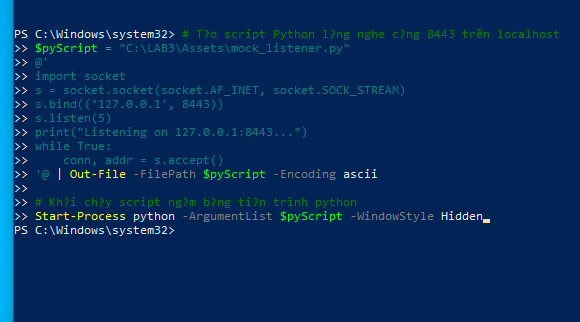 PS C:\Windows\system32> # T?o script Python l?ng nghe c?ng 8443 trên localhost
>> $pyScript = "C:\LAB3\Assets\mock_listener.py"
>> @'
>> import socket
>> s = socket.socket(socket.AF_INET, socket.SOCK_STREAM)
>> s.bind(('127.0.0.1', 8443))
>> s.listen(5)
>> print("Listening on 127.0.0.1:8443...")
>> while True:
>>     conn, addr = s.accept()
>> '@ | Out-File -FilePath $pyScript -Encoding ascii
>>
>> # Kh?i ch?y script ng?m b?ng ti?n trình python
>> Start-Process python -ArgumentList $pyScript -WindowStyle Hidden
PS C:\Windows\system32>